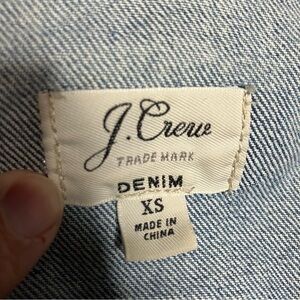 J.Crew
TRADE MARK
DENIM
XS
MADE IN
CHINA